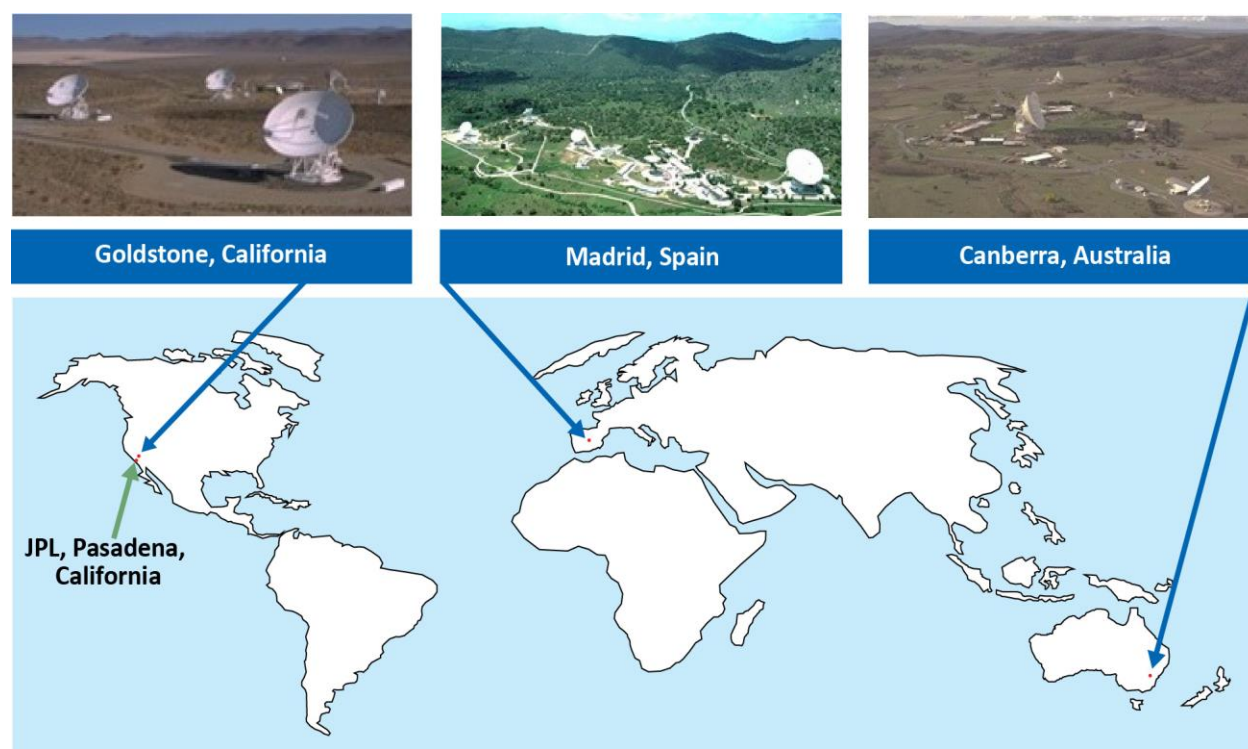 Goldstone, California
Madrid, Spain
Canberra, Australia
JPL, Pasadena,
California